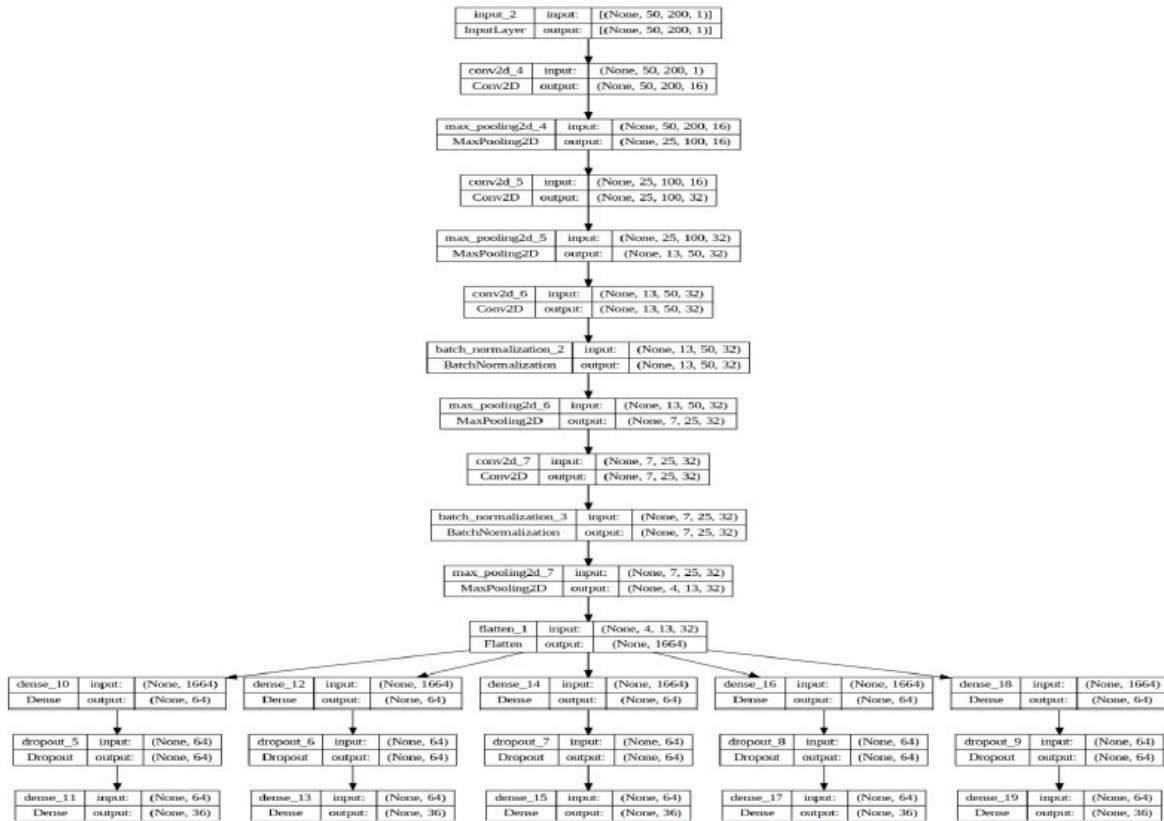 input_2 input: [(None, 50, 200, 1)]
InputLayer output: [(None, 50, 200, 1)]
conv2d_4 input: (None, 50, 200, 1)
Conv2D output: (None, 50, 200, 16)
max_pooling2d_4 input: (None, 50, 200, 16)
MaxPooling2D output: (None, 25, 100, 16)
conv2d_5 input: (None, 25, 100, 16)
Conv2D output: (None, 25, 100, 32)
max_pooling2d_5 input: (None, 25, 100, 32)
MaxPooling2D output: (None, 13, 50, 32)
conv2d_6 input: (None, 13, 50, 32)
Conv2D output: (None, 13, 50, 32)
batch_normalization_2 input: (None, 13, 50, 32)
BatchNormalization output: (None, 13, 50, 32)
max_pooling2d_6 input: (None, 13, 50, 32)
MaxPooling2D output: (None, 7, 25, 32)
conv2d_7 input: (None, 7, 25, 32)
Conv2D output: (None, 7, 25, 32)
batch_normalization_3 input: (None, 7, 25, 32)
BatchNormalization output: (None, 7, 25, 32)
max_pooling2d_7 input: (None, 7, 25, 32)
MaxPooling2D output: (None, 4, 13, 32)
flatten_1 input: (None, 4, 13, 32)
Flatten output: (None, 1664)
dense_10 input: (None, 1664) dense_12 input: (None, 1664) dense_14 input: (None, 1664) dense_16 input: (None, 1664) dense_18 input: (None, 1664)
Dense output: (None, 64) Dense output: (None, 64) Dense output: (None, 64) Dense output: (None, 64) Dense output: (None, 64)
dropout_5 input: (None, 64) dropout_6 input: (None, 64) dropout_7 input: (None, 64) dropout_8 input: (None, 64) dropout_9 input: (None, 64)
Dropout output: (None, 64) Dropout output: (None, 64) Dropout output: (None, 64) Dropout output: (None, 64) Dropout output: (None, 64)
dense_11 input: (None, 64) dense_13 input: (None, 64) dense_15 input: (None, 64) dense_17 input: (None, 64) dense_19 input: (None, 64)
Dense output: (None, 36) Dense output: (None, 36) Dense output: (None, 36) Dense output: (None, 36) Dense output: (None, 36)